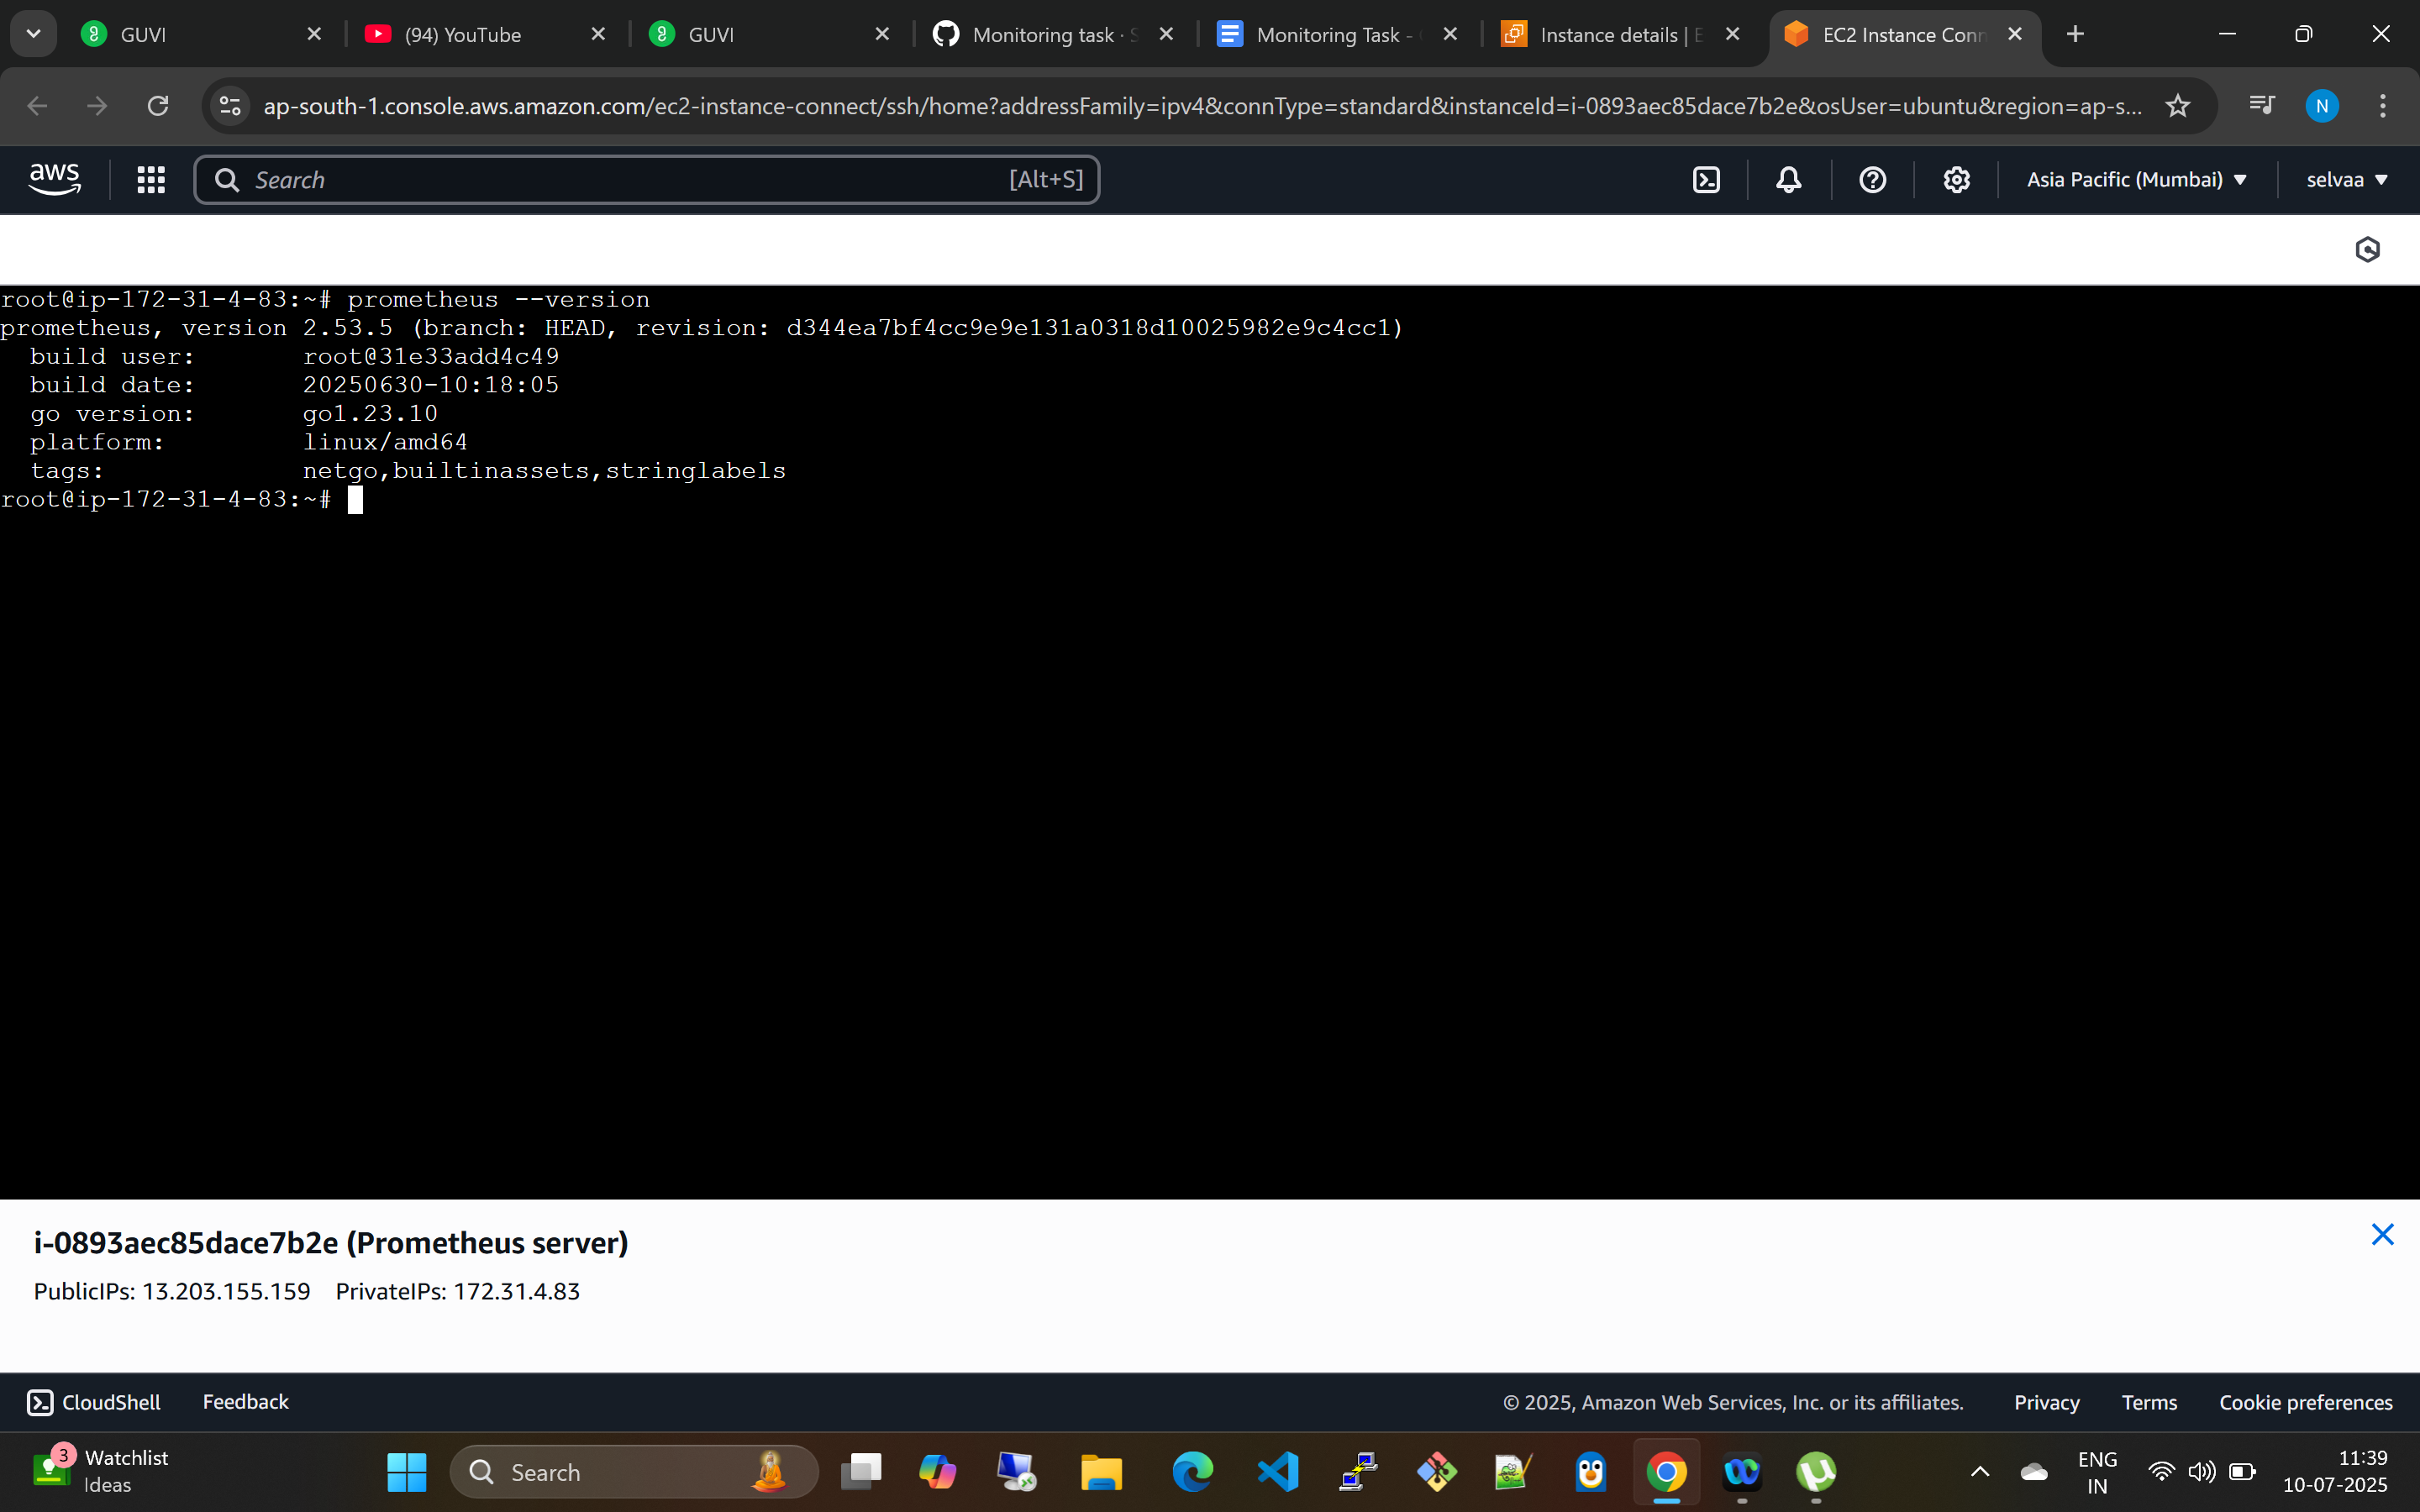 GUVI
(94) YouTube
GUVI
Monitoring task ·
Monitoring Task -
Instance details |
EC2 Instance Conn
ap-south-1.console.aws.amazon.com/ec2-instance-connect/ssh/home?addressFamily=ipv4&connType=standard&instanceId=i-0893aec85dace7b2e&osUser=ubuntu&region=ap-s...
N
aws
Search
[Alt+S]
Asia Pacific (Mumbai)
selvaa
root@ip-172-31-4-83:~# prometheus --version
prometheus, version 2.53.5 (branch: HEAD, revision: d344ea7bf4cc9e9e131a0318d10025982e9c4cc1)
build user: root@31e33add4c49
build date: 20250630-10:18:05
go version: go1.23.10
platform: linux/amd64
tags: netgo,builtinassets,stringlabels
root@ip-172-31-4-83:~#
i-0893aec85dace7b2e (Prometheus server)
PublicIPs: 13.203.155.159 PrivateIPs: 172.31.4.83
CloudShell
Feedback
© 2025, Amazon Web Services, Inc. or its affiliates.
Privacy
Terms
Cookie preferences
3
Watchlist
Ideas
Search
ENG
IN
11:39
10-07-2025